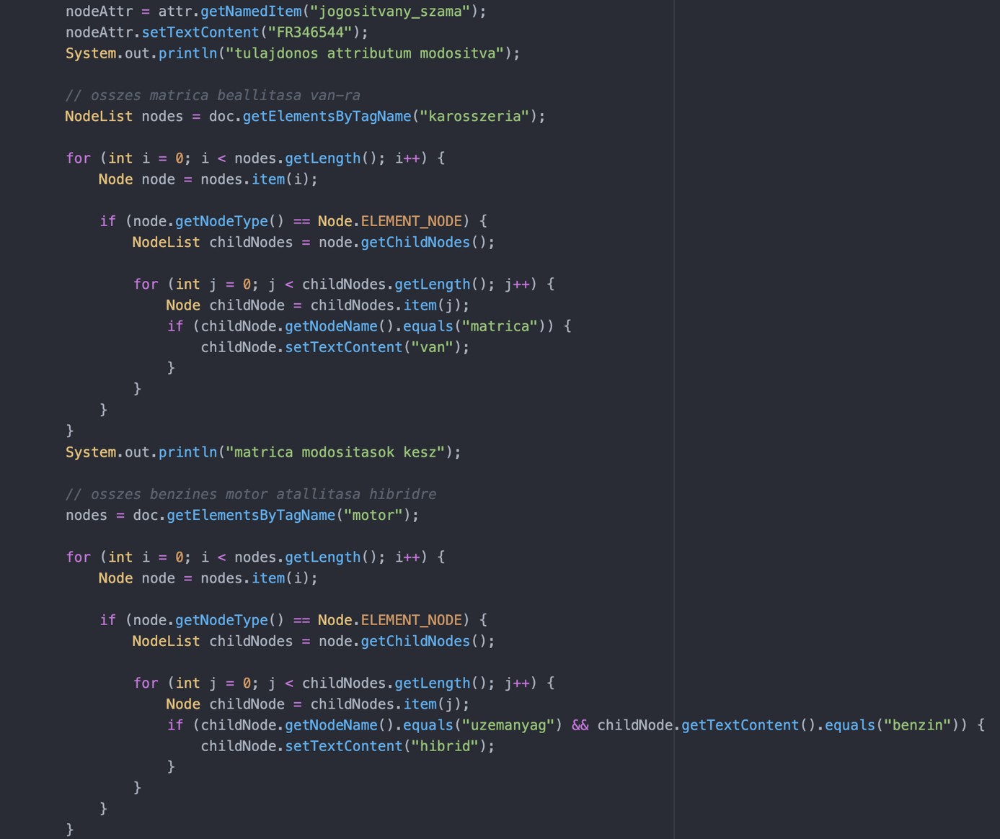 nodeAttr = attr.getNamedItem("jogositvany_szama");
nodeAttr.setTextContent("FR346544");
System.out.println("tulajdonos attributum modositva");
// osszes matrica beallitasa van-ra
NodeList nodes = doc.getElementsByTagName("karosszeria");
for (int i = 0; i < nodes.getLength(); i++) {
Node node = nodes.item(i);
if (node.getNodeType() == Node.ELEMENT_NODE) {
NodeList childNodes = node.getChildNodes();
for (int j = 0; j < childNodes.getLength(); j++) {
Node childNode = childNodes.item(j);
if (childNode.getNodeName().equals("matrica")) {
childNode.setTextContent("van");
}
}
}
}
System.out.println("matrica modositasok kesz");
// osszes benzines motor atallitasa hibridre
nodes = doc.getElementsByTagName("motor");
for (int i = 0; i < nodes.getLength(); i++) {
Node node = nodes.item(i);
if (node.getNodeType() == Node.ELEMENT_NODE) {
NodeList childNodes = node.getChildNodes();
for (int j = 0; j < childNodes.getLength(); j++) {
Node childNode = childNodes.item(j);
if (childNode.getNodeName().equals("uzemanyag") && childNode.getTextContent().equals("benzin")) {
childNode.setTextContent("hibrid");
}
}
}
}